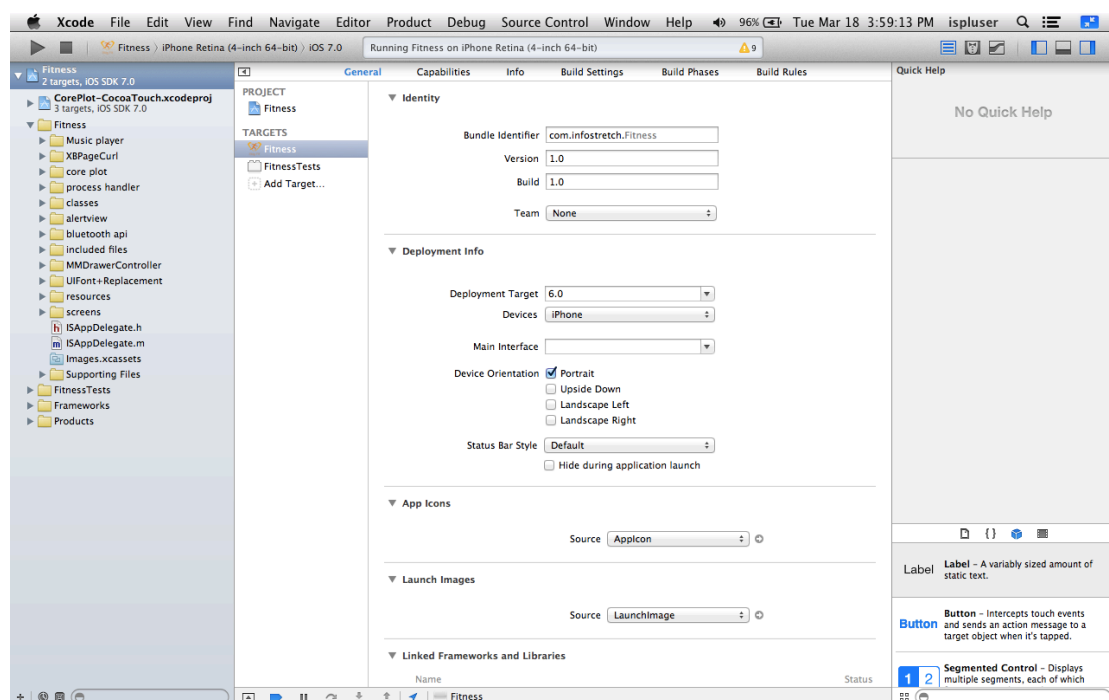 Xcode File Edit View Find Navigate Editor Product Debug Source Control Window Help 96% Tue Mar 18 3:59:13 PM ispluser
Fitness 〉 iPhone Retina (4-inch 64-bit) 〉 iOS 7.0
Running Fitness on iPhone Retina (4-inch 64-bit)
9
Fitness
2 targets, iOS SDK 7.0
CorePlot-CocoaTouch.xcodeproj
3 targets, iOS SDK 7.0
Fitness
Music player
XBPageCurl
core plot
process handler
classes
alertview
bluetooth api
included files
MMDrawerController
UIFont+Replacement
resources
screens
h ISAppDelegate.h
m ISAppDelegate.m
Images.xcassets
Supporting Files
FitnessTests
Frameworks
Products
General Capabilities Info Build Settings Build Phases Build Rules
PROJECT
Fitness
TARGETS
Fitness
FitnessTests
Add Target...
Identity
Bundle Identifier com.infostretch.Fitness
Version 1.0
Build 1.0
Team None
Deployment Info
Deployment Target 6.0
Devices iPhone
Main Interface
Device Orientation Portrait
Upside Down
Landscape Left
Landscape Right
Status Bar Style Default
Hide during application launch
App Icons
Source AppIcon
Launch Images
Source LaunchImage
Linked Frameworks and Libraries
Name Status
Fitness
Quick Help
No Quick Help
{}
Label Label – A variably sized amount of
static text.
Button – Intercepts touch events
Button and sends an action message to a
target object when it's tapped.
Segmented Control – Displays
1 2 multiple segments, each of which